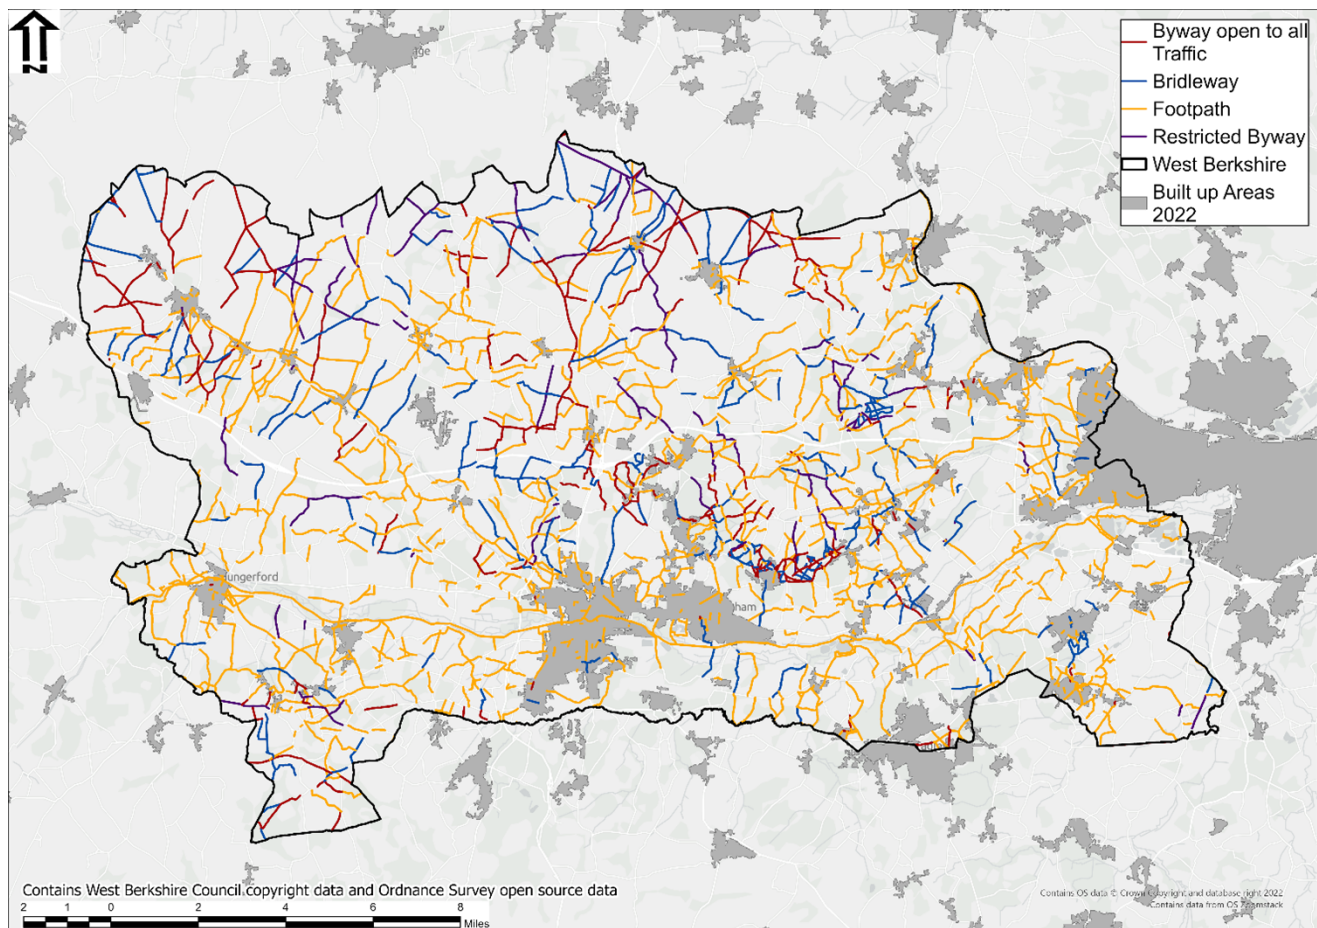 N
Byway open to all
Traffic
Bridleway
Footpath
Restricted Byway
West Berkshire
Built up Areas
2022
ungerford
ham
Contains West Berkshire Council copyright data and Ordnance Survey open source data
2 1 0 2 4 6 8
Miles
Contains OS data © Crown Copyright and database right 2022
Contains data from OS Zoomstack